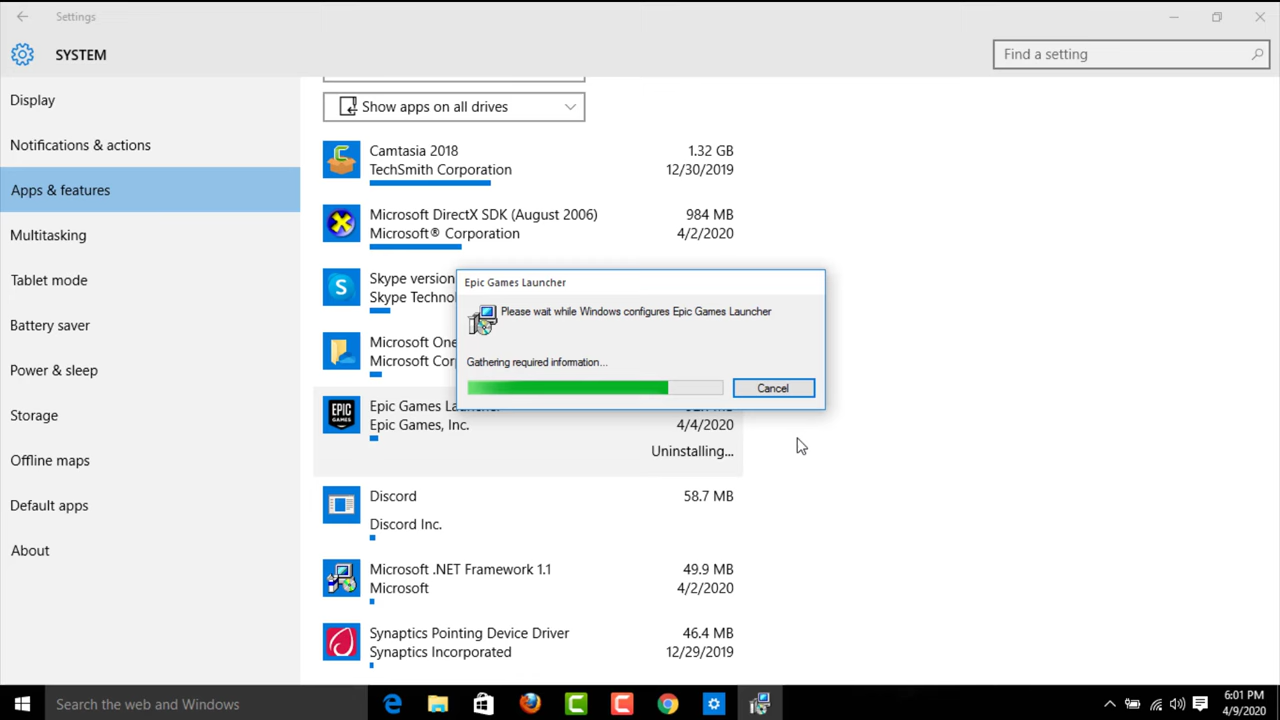 Settings
SYSTEM
Find a setting
Display
Notifications & actions
Apps & features
Multitasking
Tablet mode
Battery saver
Power & sleep
Storage
Offline maps
Default apps
About
Show apps on all drives
Camtasia 2018 1.32 GB
TechSmith Corporation 12/30/2019
Microsoft DirectX SDK (August 2006) 984 MB
Microsoft® Corporation 4/2/2020
Skype version
Skype Techno
Microsoft One
Microsoft Cor
Epic Games Launcher
Please wait while Windows configures Epic Games Launcher
Gathering required information...
Cancel
EPIC GAMES
Epic Games Launcher
Epic Games, Inc. 4/4/2020
Uninstalling...
Discord 58.7 MB
Discord Inc.
Microsoft .NET Framework 1.1 49.9 MB
Microsoft 4/2/2020
Synaptics Pointing Device Driver 46.4 MB
Synaptics Incorporated 12/29/2019
Search the web and Windows
6:01 PM
4/9/2020